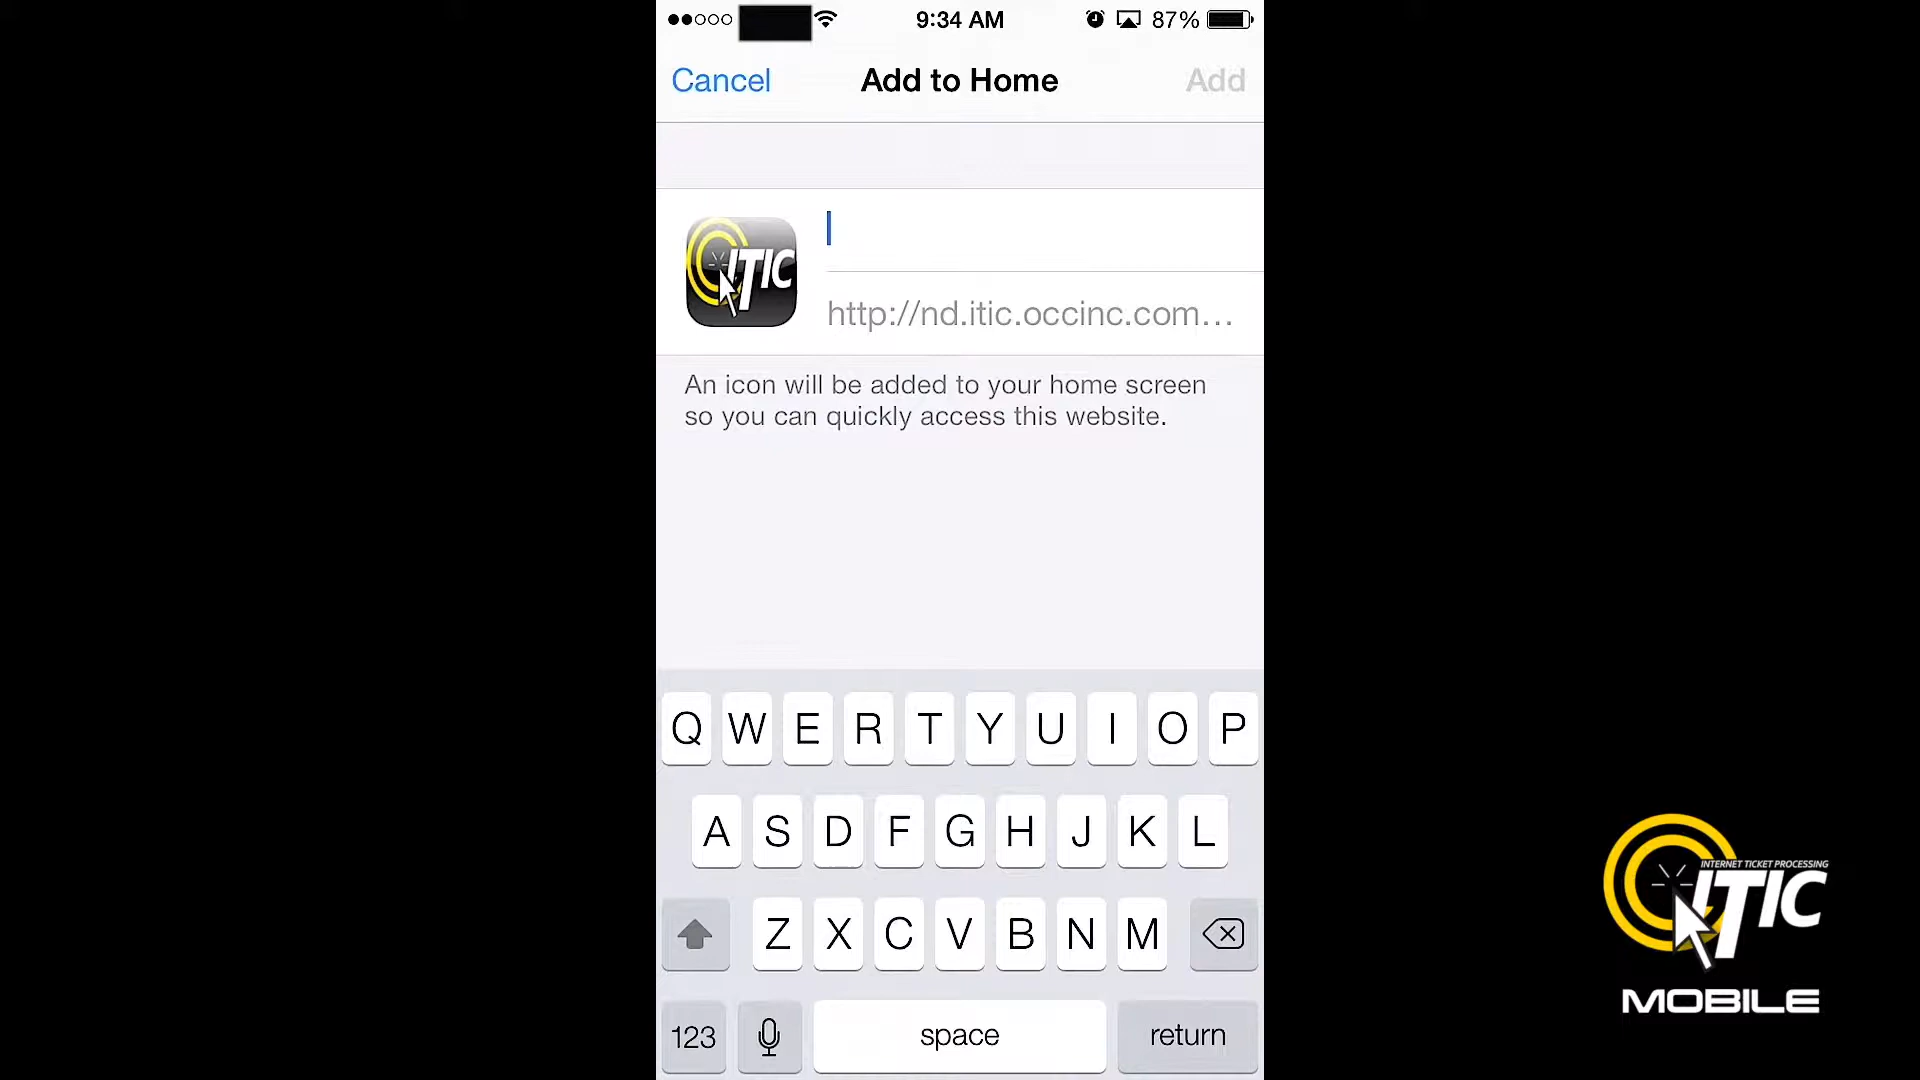 9:34 AM
87%
Cancel
Add to Home
Add
ITIC
http://nd.itic.occinc.com...
An icon will be added to your home screen
so you can quickly access this website.
Q W E R T Y U I O P
A S D F G H J K L
Z X C V B N M
123
space
return
INTERNET TICKET PROCESSING
ITIC
MOBILE